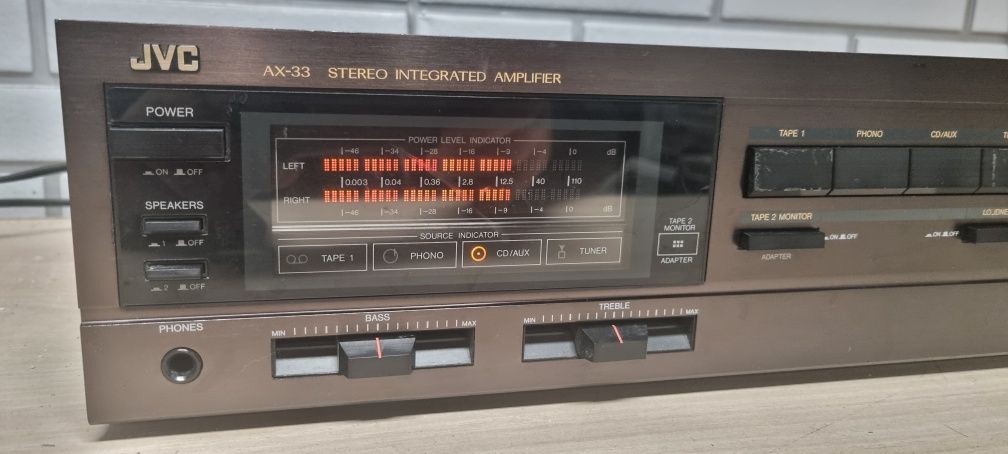 JVC
AX-33 STEREO INTEGRATED AMPLIFIER
POWER
ON OFF
SPEAKERS
1 OFF
2 OFF
PHONES
POWER LEVEL INDICATOR
-46 -34 -28 -16 -9 -4 0 dB
LEFT
0.003 0.04 0.36 2.8 12.5 40 110
RIGHT
-46 -34 -28 -16 -9 -4 0 dB
SOURCE INDICATOR
TAPE 1 PHONO CD/AUX TUNER
TAPE 2
MONITOR
ADAPTER
BASS
MIN MAX
TREBLE
MIN MAX
TAPE 1 PHONO CD/AUX
TAPE 2 MONITOR
ON OFF
ADAPTER
ON OFF